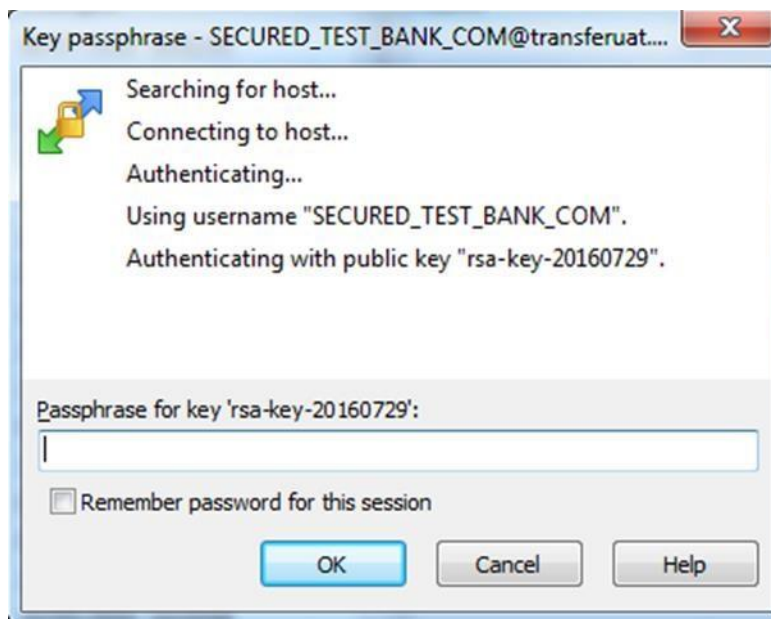 Key passphrase - SECURED_TEST_BANK_COM@transferuat....
Searching for host...
Connecting to host...
Authenticating...
Using username "SECURED_TEST_BANK_COM".
Authenticating with public key "rsa-key-20160729".
Passphrase for key 'rsa-key-20160729':
Remember password for this session
OK Cancel Help